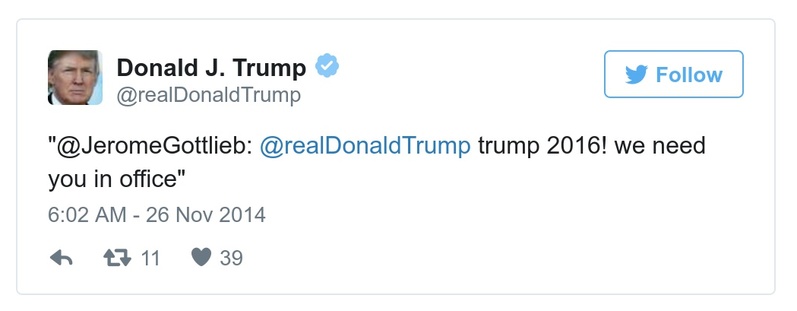 Donald J. Trump
@realDonaldTrump
Follow
"@JeromeGottlieb: @realDonaldTrump trump 2016! we need
you in office"
6:02 AM - 26 Nov 2014
11 39